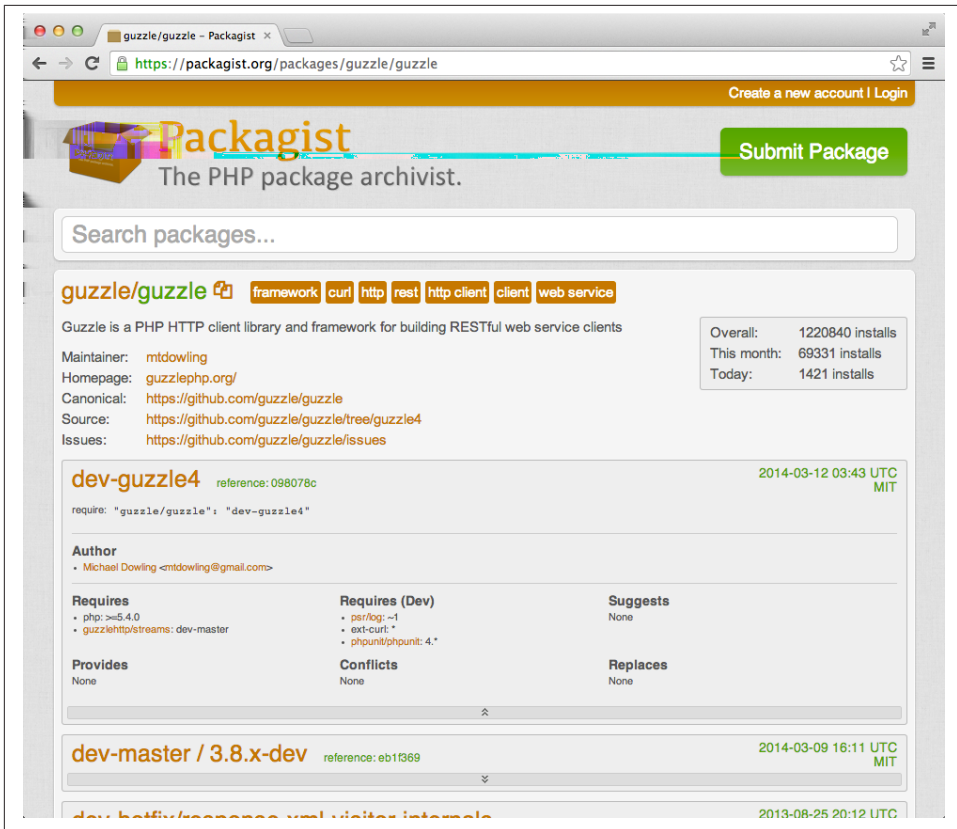 guzzle/guzzle – Packagist
https://packagist.org/packages/guzzle/guzzle
Create a new account | Login
Packagist
The PHP package archivist.
Submit Package
Search packages...
guzzle/guzzle framework curl http rest http client client web service
Guzzle is a PHP HTTP client library and framework for building RESTful web service clients
Overall: 1220840 installs
This month: 69331 installs
Today: 1421 installs
Maintainer: mtdowling
Homepage: guzzlephp.org/
Canonical: https://github.com/guzzle/guzzle
Source: https://github.com/guzzle/guzzle/tree/guzzle4
Issues: https://github.com/guzzle/guzzle/issues
dev-guzzle4 reference: 098078c 2014-03-12 03:43 UTC
MIT
require: "guzzle/guzzle": "dev-guzzle4"
Author
• Michael Dowling <mtdowling@gmail.com>
Requires
• php: >=5.4.0
• guzzlehttp/streams: dev-master
Requires (Dev)
• psr/log: ~1
• ext-curl: *
• phpunit/phpunit: 4.*
Suggests
None
Provides
None
Conflicts
None
Replaces
None
dev-master / 3.8.x-dev reference: eb1f369 2014-03-09 16:11 UTC
MIT
dev-hotfix/response-xml-visitor-internals 2013-08-25 20:12 UTC